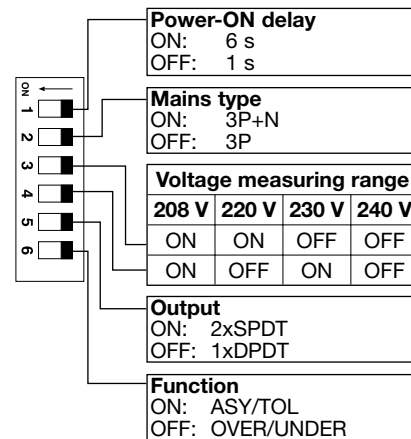 Power-ON delay
ON: 6 s
OFF: 1 s
ON
1
2
3
4
5
6
Mains type
ON: 3P+N
OFF: 3P
Voltage measuring range
208 V 220 V 230 V 240 V
ON ON OFF OFF
ON OFF ON OFF
Output
ON: 2xSPDT
OFF: 1xDPDT
Function
ON: ASY/TOL
OFF: OVER/UNDER